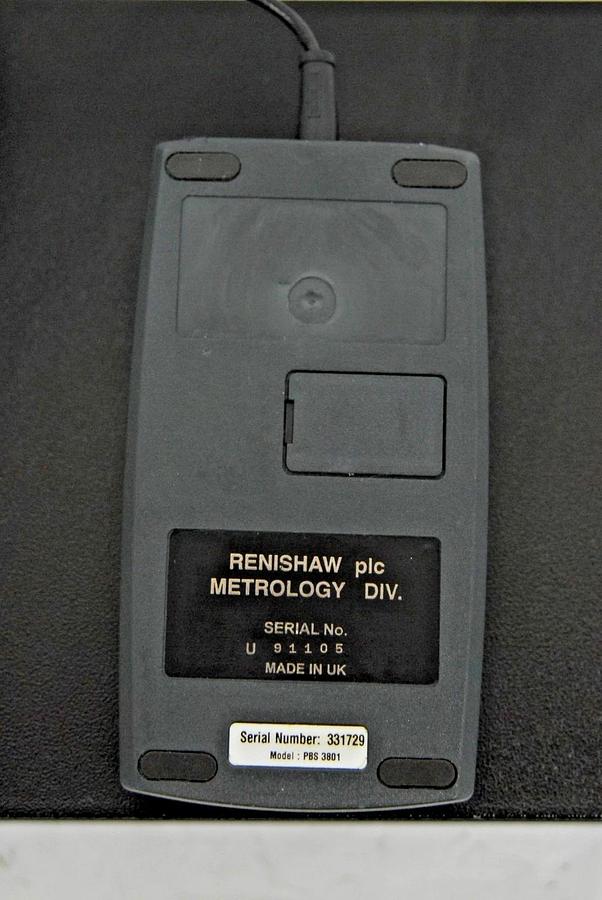 RENISHAW plc
METROLOGY DIV.
SERIAL No.
U 91105
MADE IN UK
Serial Number: 331729
Model : PBS 3801